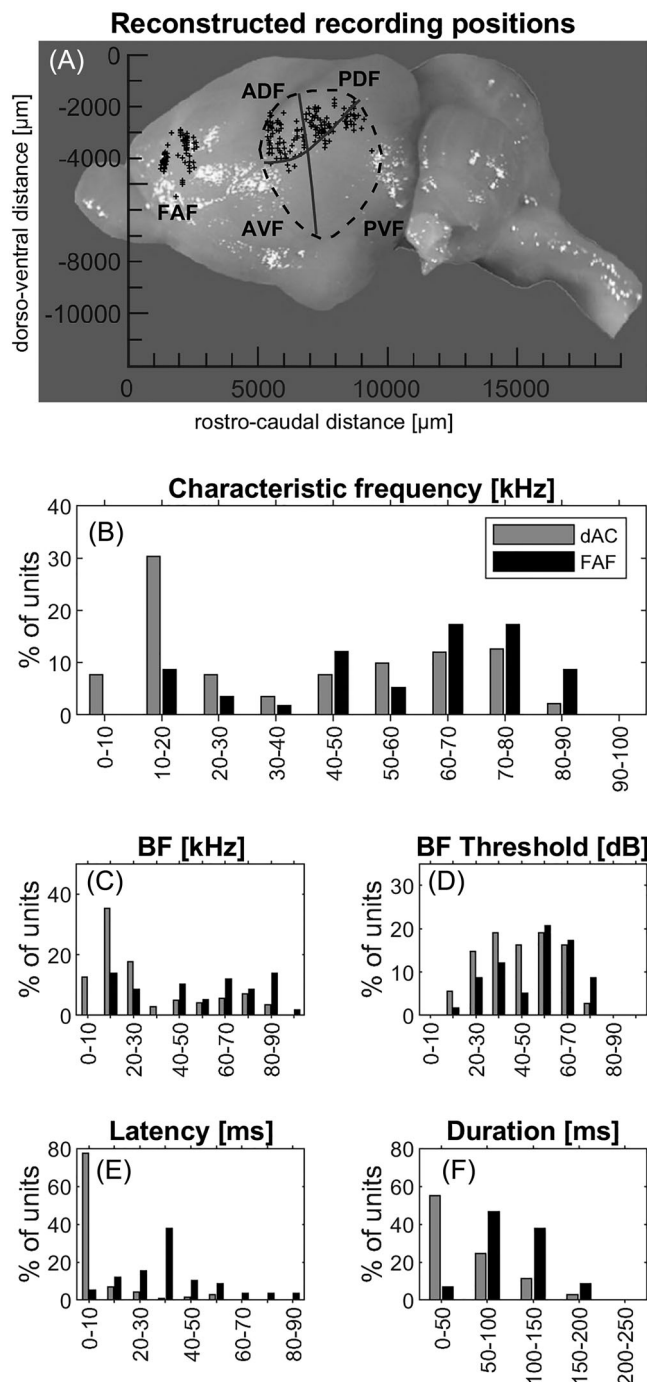 Reconstructed recording positions
(A)
0
-2000
-4000
-6000
-8000
-10000
dorso-ventral distance [µm]
ADF
PDF
FAF
AVF
PVF
0
5000
10000
15000
rostro-caudal distance [µm]
Characteristic frequency [kHz]
(B)
dAC
FAF
40
30
20
10
0
% of units
0-10
10-20
20-30
30-40
40-50
50-60
60-70
70-80
80-90
90-100
BF [kHz]
(C)
40
20
0
% of units
0-10
20-30
40-50
60-70
80-90
BF Threshold [dB]
(D)
30
20
10
0
% of units
0-10
20-30
40-50
60-70
80-90
Latency [ms]
(E)
80
60
40
20
0
% of units
0-10
20-30
40-50
60-70
80-90
Duration [ms]
(F)
80
60
40
20
0
% of units
0-50
50-100
100-150
150-200
200-250